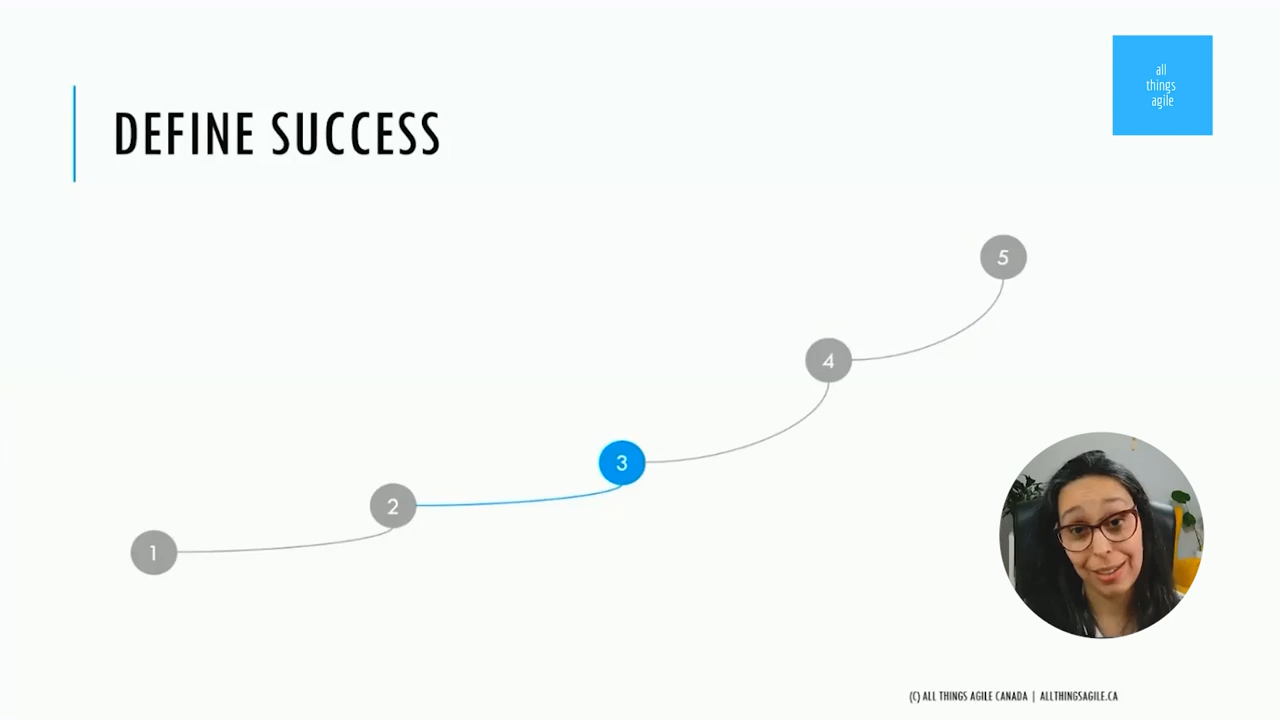 all
things
agile
DEFINE SUCCESS
5
4
3
2
1
(C) ALL THINGS AGILE CANADA | ALLTHINGSAGILE.CA